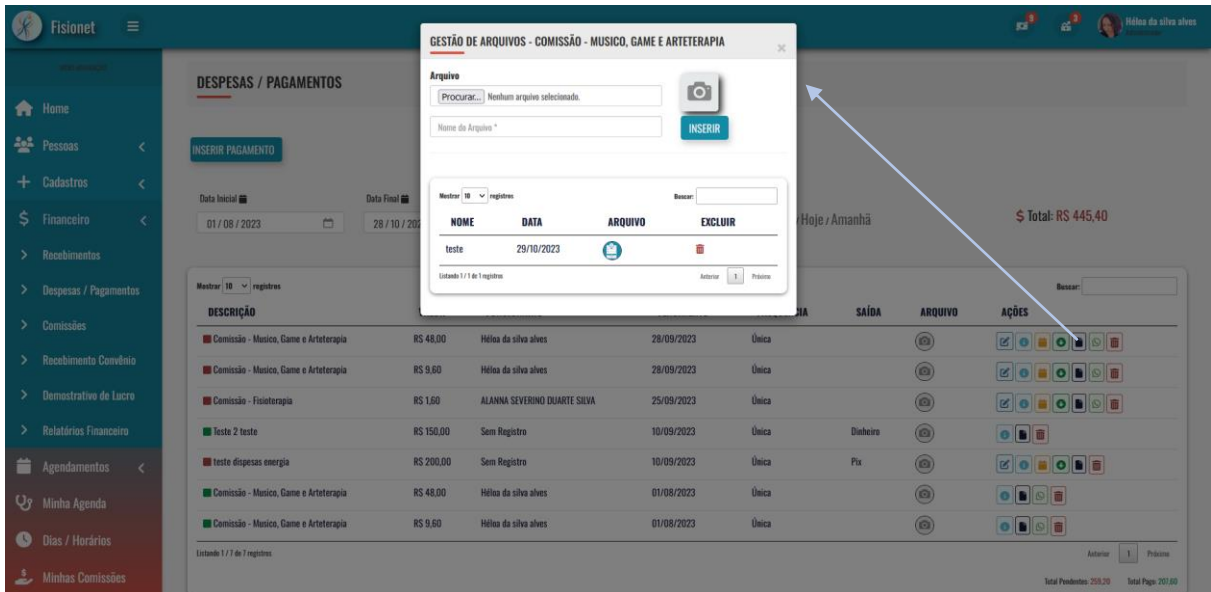 Fisionet
9
3
Hélen da silva alves
GESTÃO DE ARQUIVOS - COMISSÃO - MUSICO, GAME E ARTETERAPIA
×
Arquivo
Procurar... Nenhum arquivo selecionado.
Nome do Arquivo *
INSERIR
Mostrar 10 registros
Buscar:
NOME DATA ARQUIVO EXCLUIR
teste 29/10/2023
Listando 1 / 1 de 1 registros
Anterior 1 Próximo
Home
Pessoas
Cadastros
Financeiro
Recebimentos
Despesas / Pagamentos
Comissões
Recebimento Convênio
Demostrativo de Lucro
Relatórios Financeiro
Agendamentos
Minha Agenda
Dias / Horários
Minhas Comissões
DESPESAS / PAGAMENTOS
INSERIR PAGAMENTO
Data Inicial
Data Final
01 / 08 / 2023
28 / 10 / 202
/ Hoje / Amanhã
$ Total: R$ 445,40
Mostrar 10 registros
Buscar:
DESCRIÇÃO SAÍDA ARQUIVO AÇÕES
Comissão - Musico, Game e Arteterapia R$ 48,00 Hélen da silva alves 28/09/2023 Única
Comissão - Musico, Game e Arteterapia R$ 9,60 Hélen da silva alves 28/09/2023 Única
Comissão - Fisioterapia R$ 1,60 ALANNA SEVERINO DUARTE SILVA 25/09/2023 Única
Teste 2 teste R$ 150,00 Sem Registro 10/09/2023 Única Dinheiro
teste dispesas energia R$ 200,00 Sem Registro 10/09/2023 Única Pix
Comissão - Musico, Game e Arteterapia R$ 48,00 Hélen da silva alves 01/08/2023 Única
Comissão - Musico, Game e Arteterapia R$ 9,60 Hélen da silva alves 01/08/2023 Única
Listando 1 / 7 de 7 registros
Anterior 1 Próximo
Total Pendentes: 259,20 Total Pago: 207,60